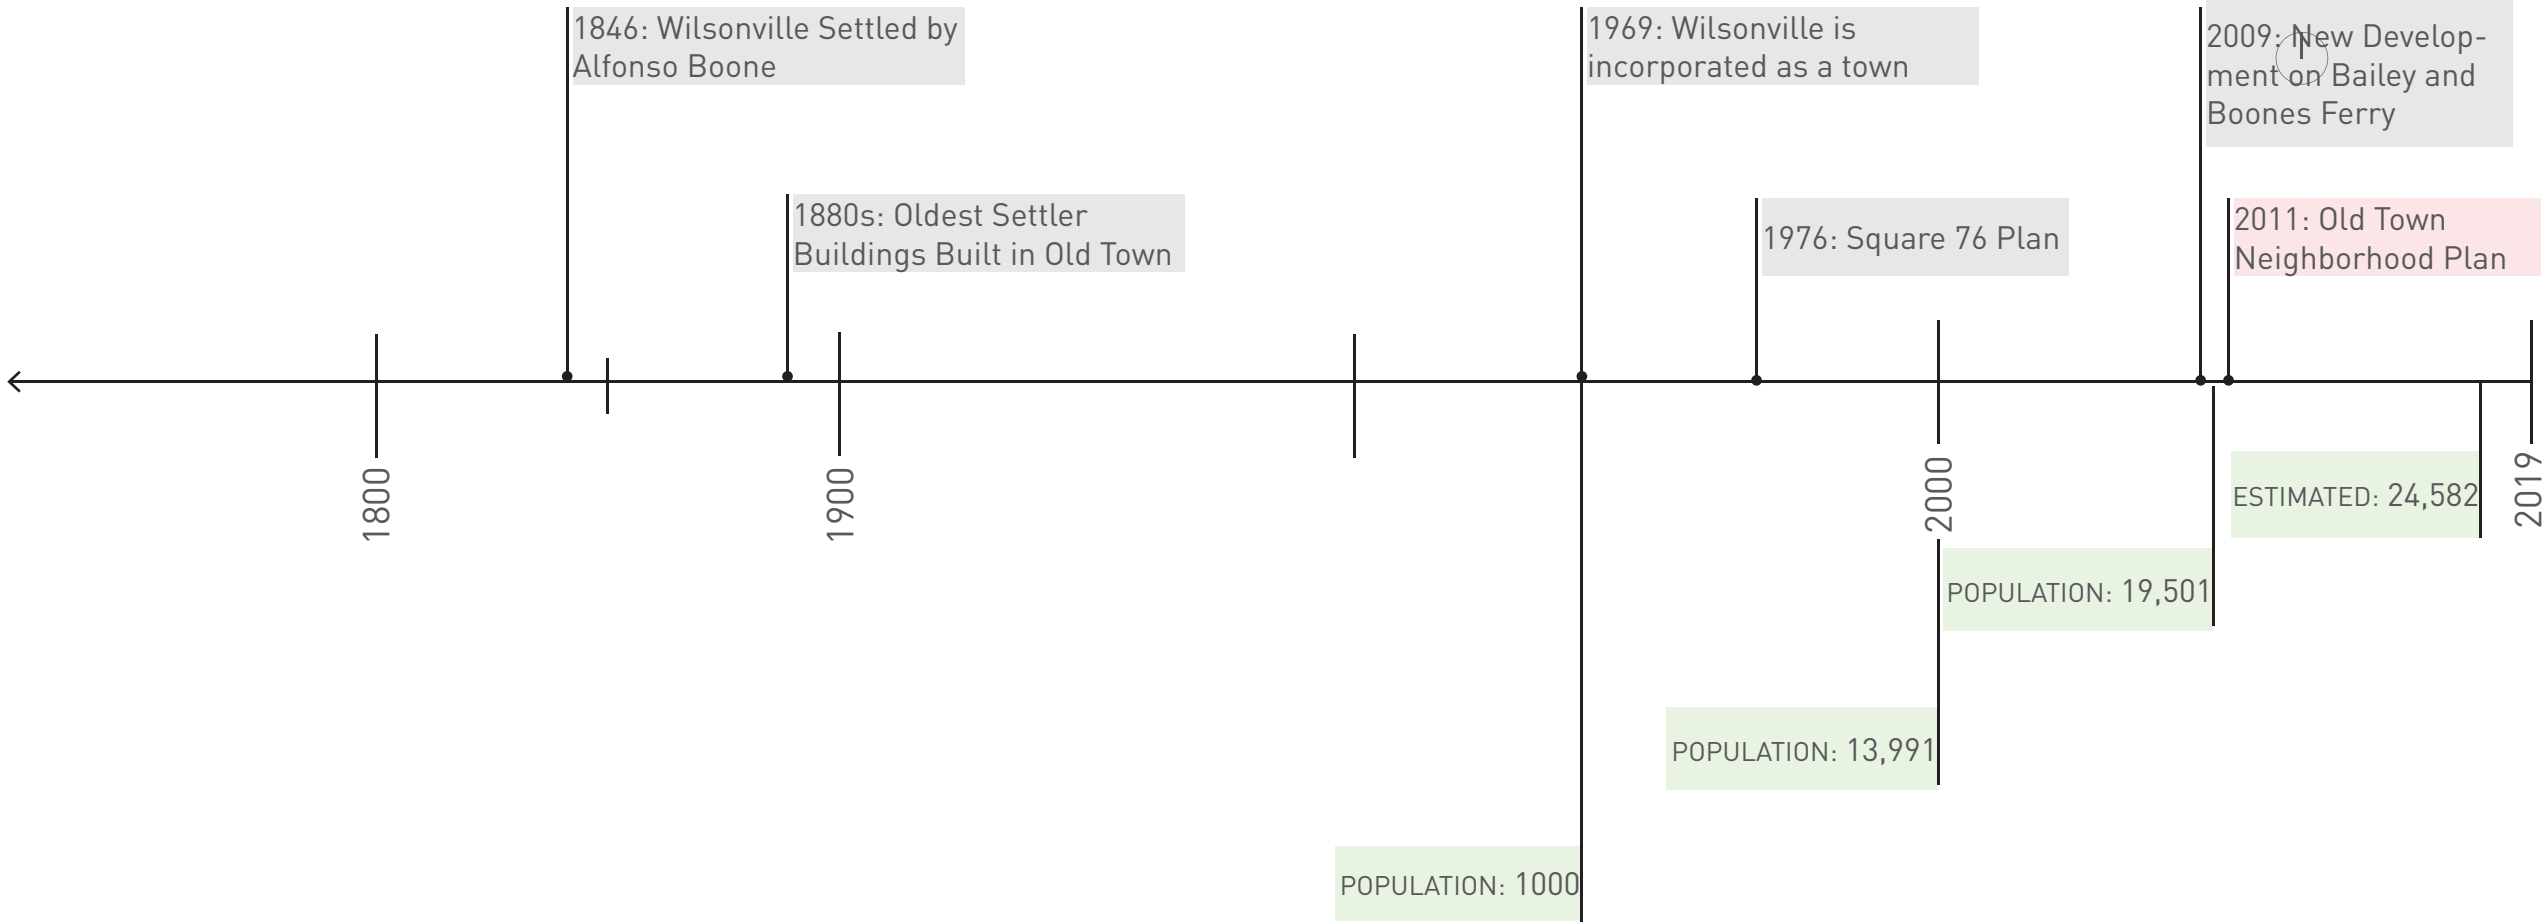 1846: Wilsonville Settled by
Alfonso Boone
1969: Wilsonville is
incorporated as a town
2009: New Develop-
ment on Bailey and
Boones Ferry
1880s: Oldest Settler
Buildings Built in Old Town
1976: Square 76 Plan
2011: Old Town
Neighborhood Plan
1800
1900
2000
2019
ESTIMATED: 24,582
POPULATION: 19,501
POPULATION: 13,991
POPULATION: 1000